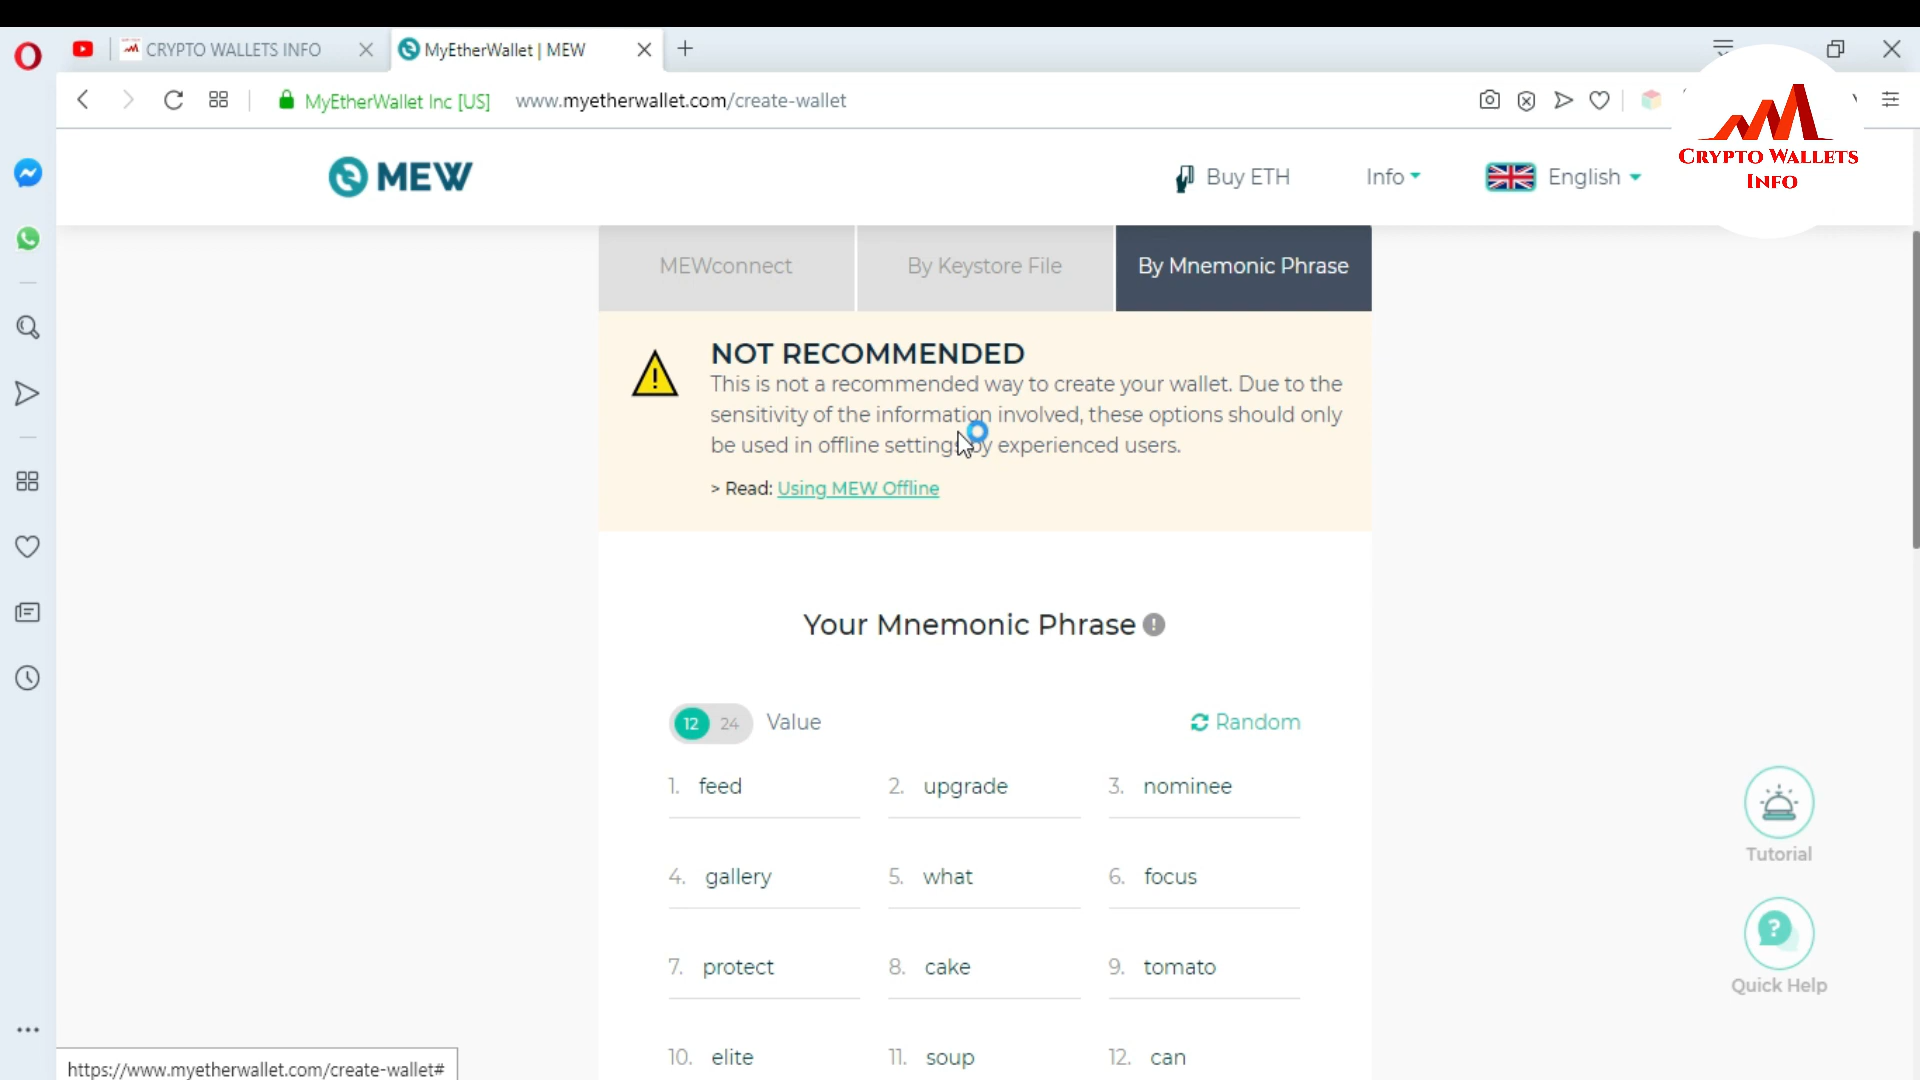 CRYPTO WALLETS INFO
MyEtherWallet | MEW
MyEtherWallet Inc [US] www.myetherwallet.com/create-wallet
MEW
Buy ETH
Info
English
CRYPTO WALLETS
INFO
MEWconnect
By Keystore File
By Mnemonic Phrase
NOT RECOMMENDED
This is not a recommended way to create your wallet. Due to the
sensitivity of the information involved, these options should only
be used in offline settings by experienced users.
> Read: Using MEW Offline
Your Mnemonic Phrase
12 24 Value
Random
1. feed 2. upgrade 3. nominee
4. gallery 5. what 6. focus
7. protect 8. cake 9. tomato
10. elite 11. soup 12. can
Tutorial
Quick Help
https://www.myetherwallet.com/create-wallet#